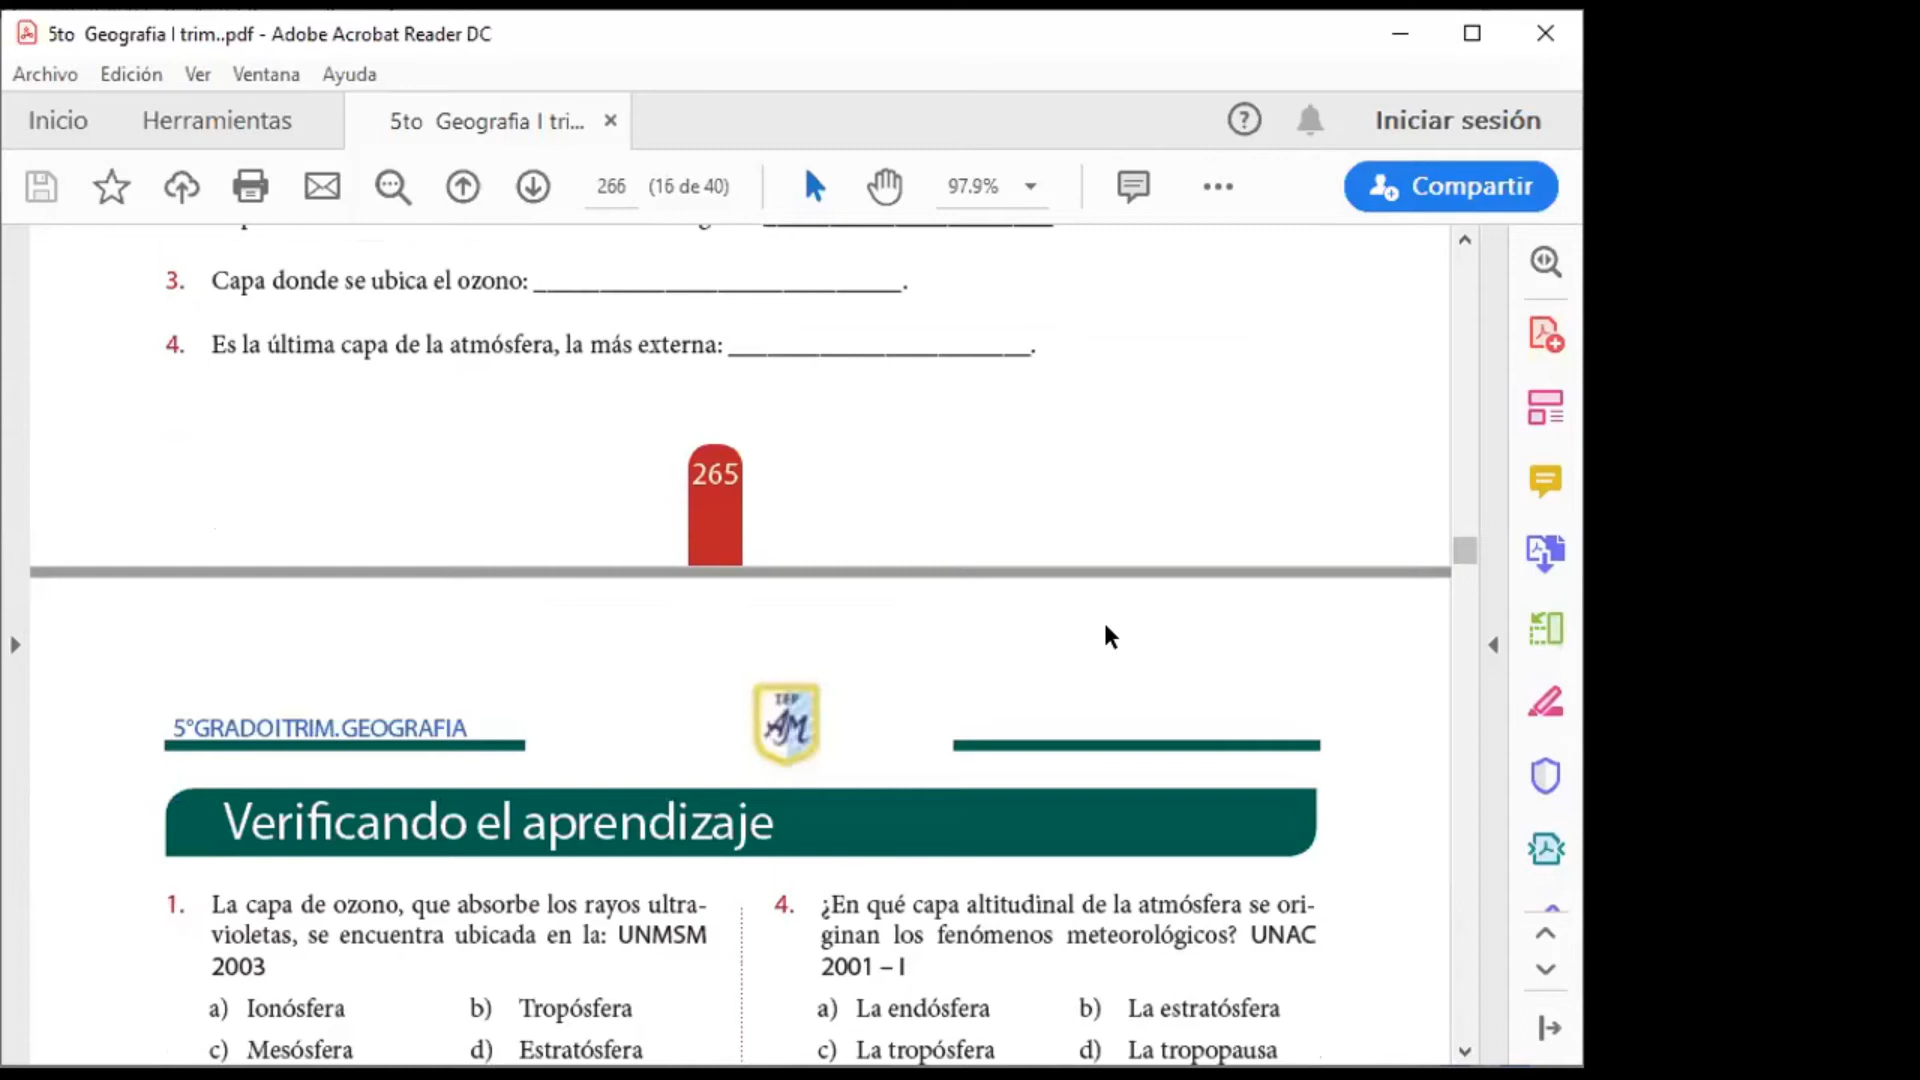 5to Geografia I trim..pdf - Adobe Acrobat Reader DC
Archivo Edición Ver Ventana Ayuda
Inicio Herramientas 5to Geografia I tri... Iniciar sesión
266 (16 de 40) 97.9% Compartir
3. Capa donde se ubica el ozono: ____________________________.
4. Es la última capa de la atmósfera, la más externa: _______________________.
265
5°GRADOITRIM.GEOGRAFIA
IEP
AM
Verificando el aprendizaje
1. La capa de ozono, que absorbe los rayos ultra-
violetas, se encuentra ubicada en la: UNMSM
2003
a) Ionósfera b) Tropósfera
c) Mesósfera d) Estratósfera
4. ¿En qué capa altitudinal de la atmósfera se ori-
ginan los fenómenos meteorológicos? UNAC
2001 – I
a) La endósfera b) La estratósfera
c) La tropósfera d) La tropopausa